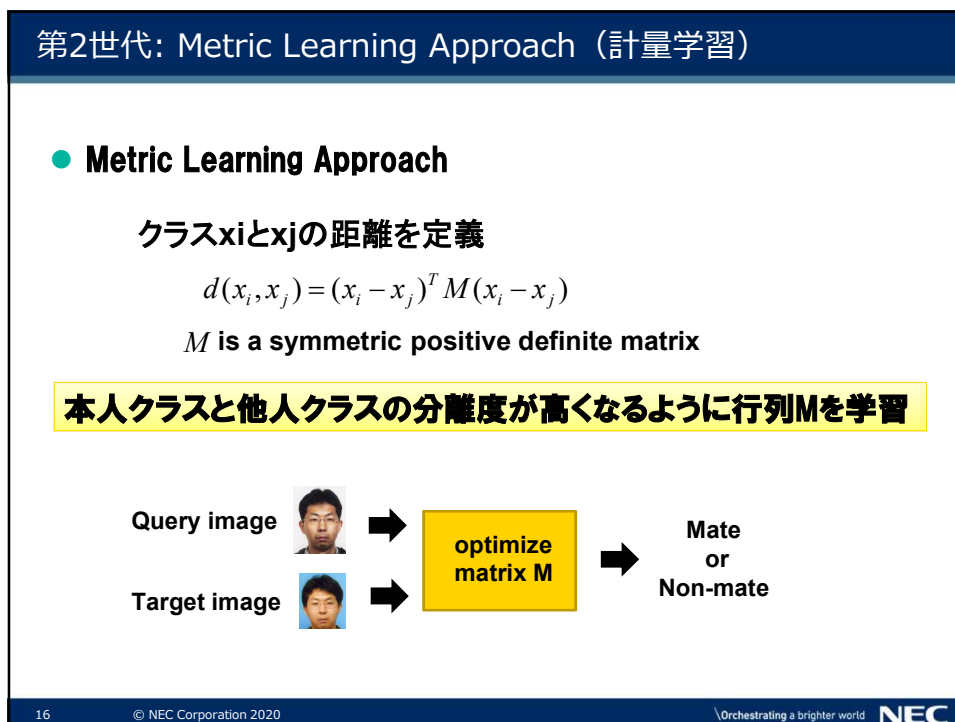 第2世代: Metric Learning Approach（計量学習）
● Metric Learning Approach
クラスxiとxjの距離を定義
d(x_i, x_j) = (x_i − x_j)^T M(x_i − x_j)
M is a symmetric positive definite matrix
本人クラスと他人クラスの分離度が高くなるように行列Mを学習
Query image
Target image
optimize
matrix M
Mate
or
Non-mate
16 © NEC Corporation 2020 \Orchestrating a brighter world NEC